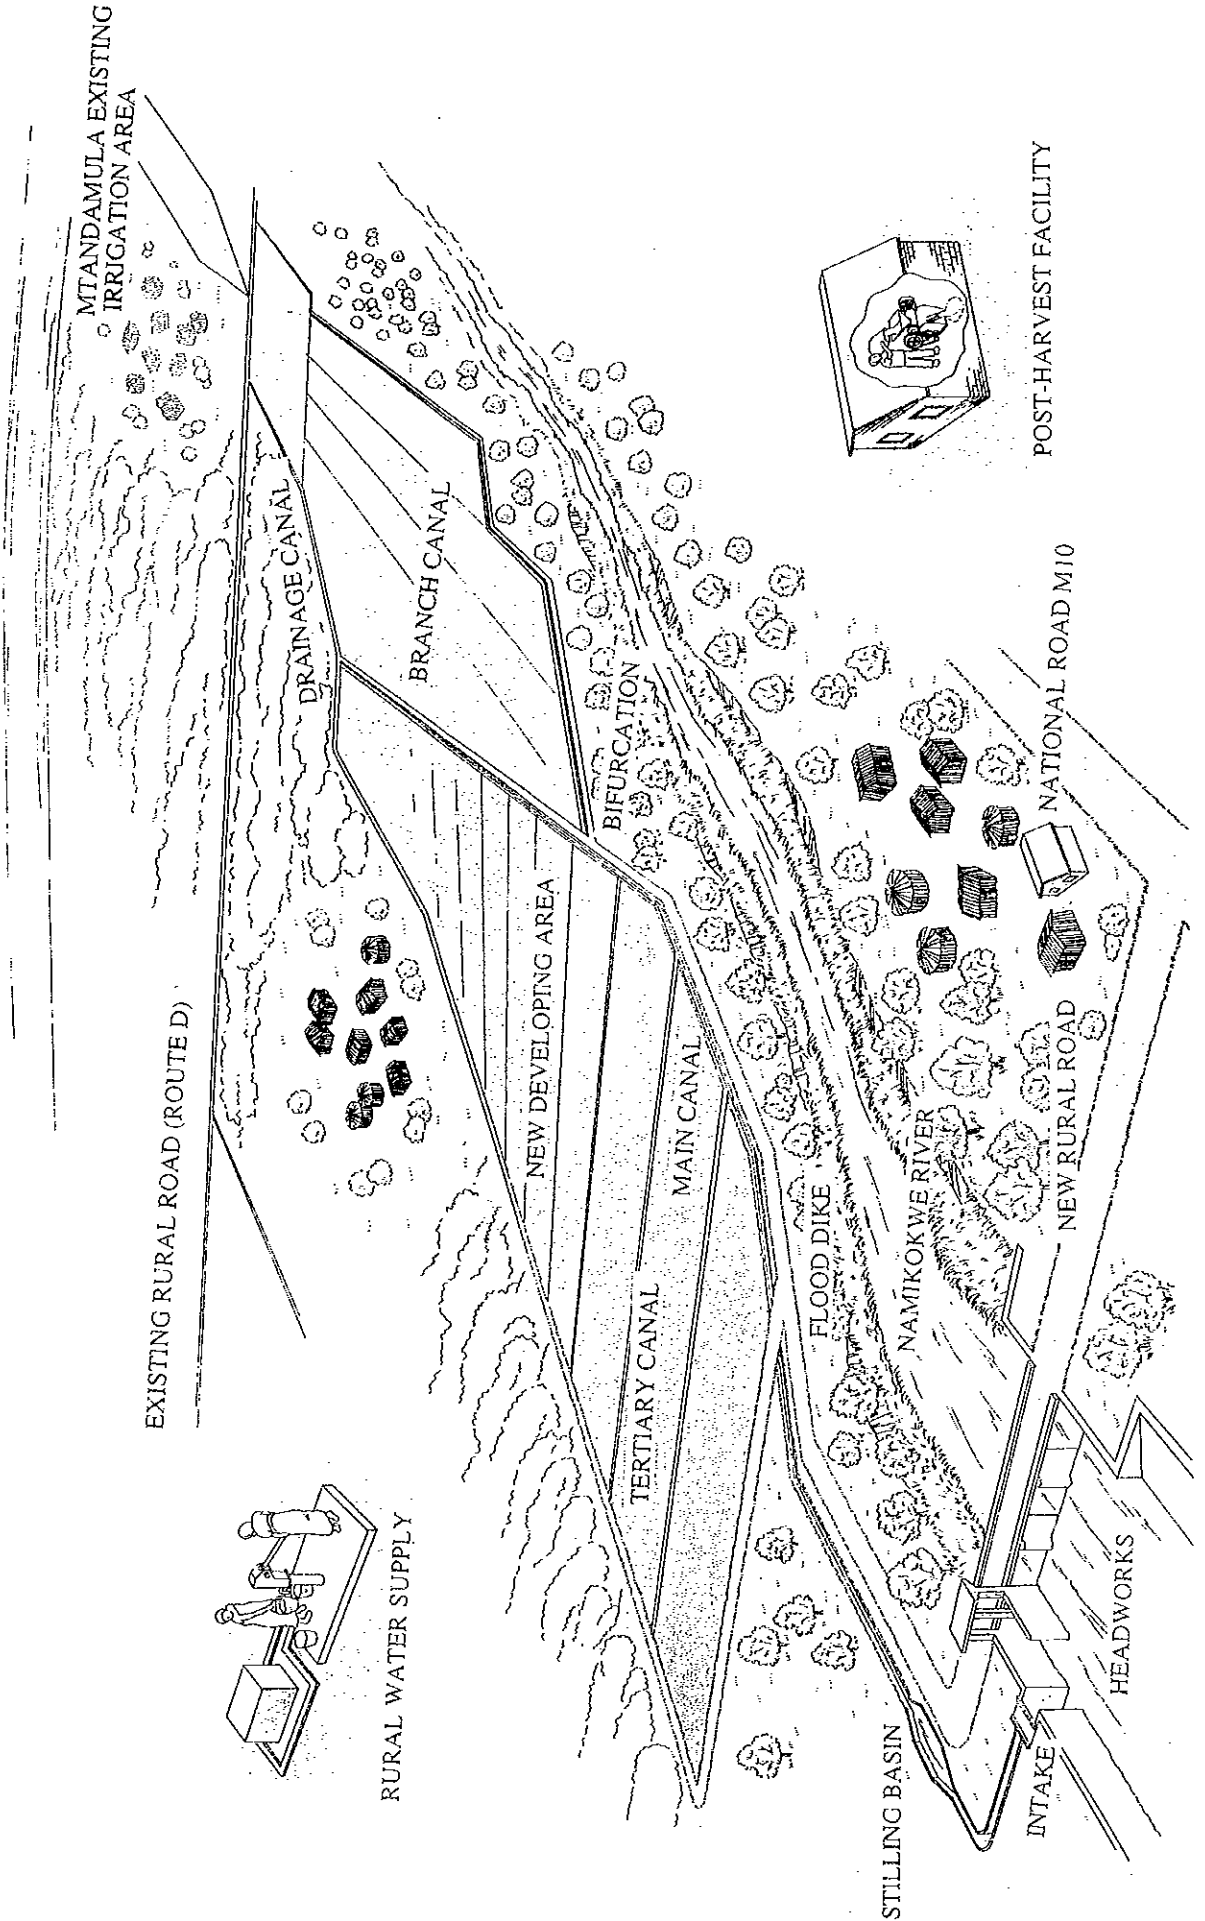 MTANDAMULA EXISTING
IRRIGATION AREA
EXISTING RURAL ROAD (ROUTE D)
RURAL WATER SUPPLY
DRAINAGE CANAL
BRANCH CANAL
NEW DEVELOPING AREA
BIFURCATION
MAIN CANAL
TERTIARY CANAL
FLOOD DIKE
NAMIKOKWE RIVER
STILLING BASIN
INTAKE
HEADWORKS
NEW RURAL ROAD
NATIONAL ROAD M10
POST-HARVEST FACILITY